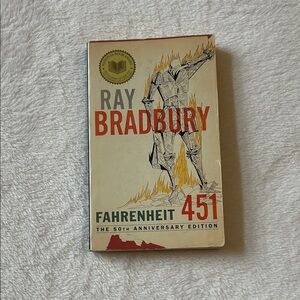 RAY
BRADBURY
FAHRENHEIT 451
THE 50TH ANNIVERSARY EDITION